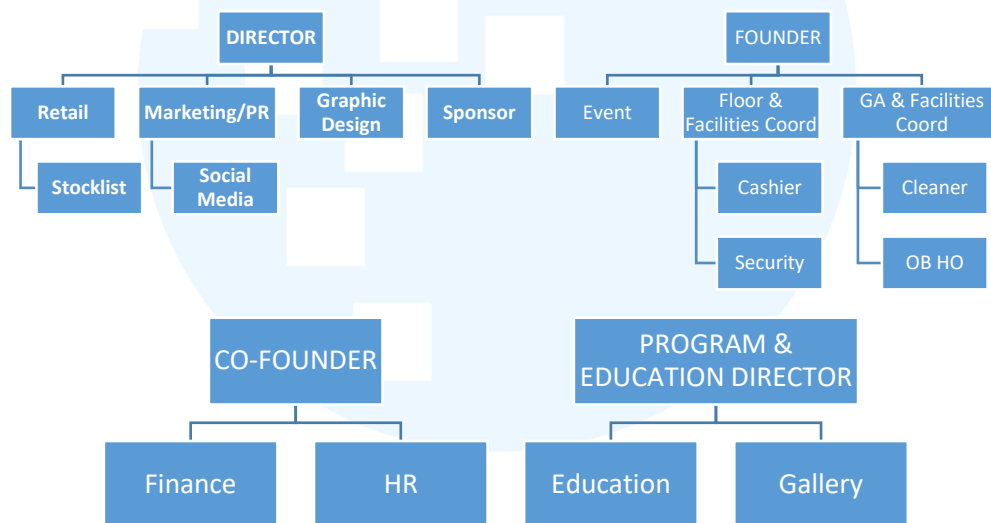 DIRECTOR
Retail
Marketing/PR
Graphic
Design
Sponsor
Stocklist
Social
Media
FOUNDER
Event
Floor &
Facilities Coord
GA & Facilities
Coord
Cashier
Cleaner
Security
OB HO
CO-FOUNDER
Finance
HR
PROGRAM &
EDUCATION DIRECTOR
Education
Gallery